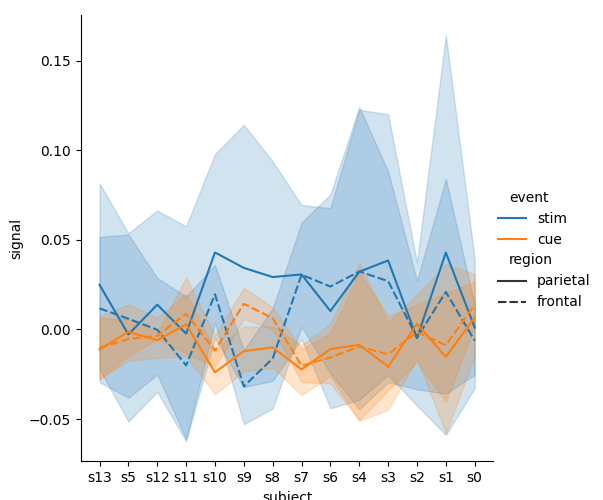 0.15
0.10
0.05
0.00
−0.05
signal
s13 s5 s12 s11 s10 s9 s8 s7 s6 s4 s3 s2 s1 s0
subject
event
stim
cue
region
parietal
frontal